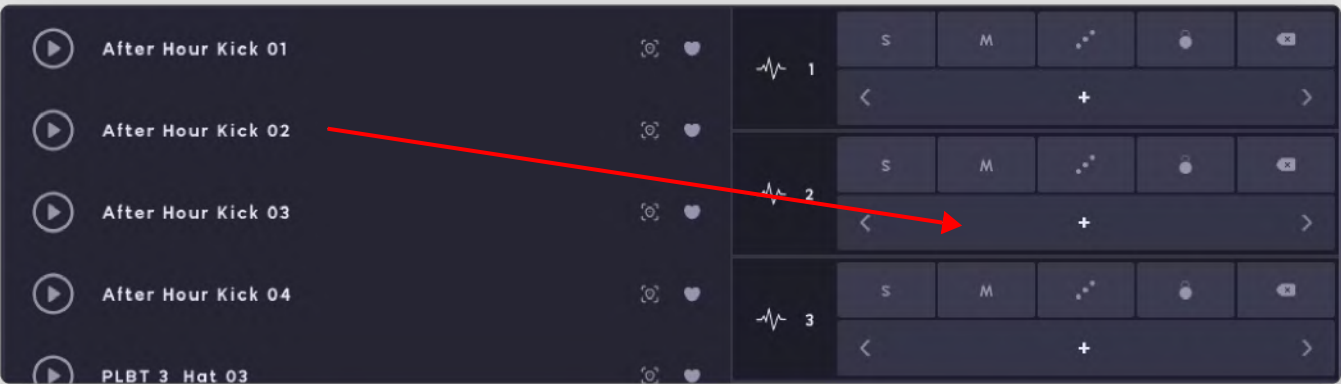 After Hour Kick 01
After Hour Kick 02
After Hour Kick 03
After Hour Kick 04
PLBT 3 Hat 03
1
S M
+
2
S M
+
3
S M
+